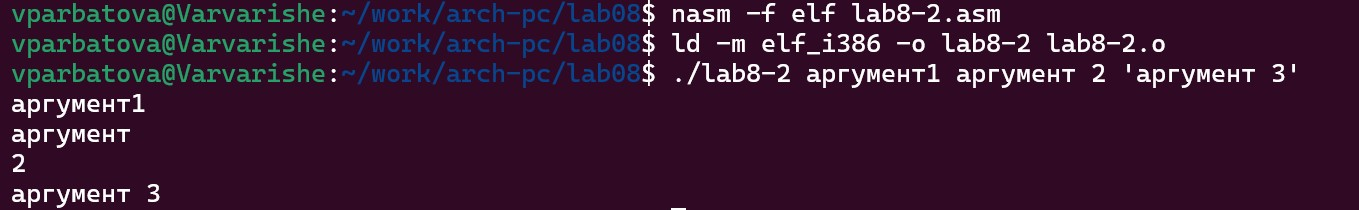 vparbatova@Varvarishe:~/work/arch-pc/lab08$ nasm -f elf lab8-2.asm
vparbatova@Varvarishe:~/work/arch-pc/lab08$ ld -m elf_i386 -o lab8-2 lab8-2.o
vparbatova@Varvarishe:~/work/arch-pc/lab08$ ./lab8-2 аргумент1 аргумент 2 'аргумент 3'
аргумент1
аргумент
2
аргумент 3